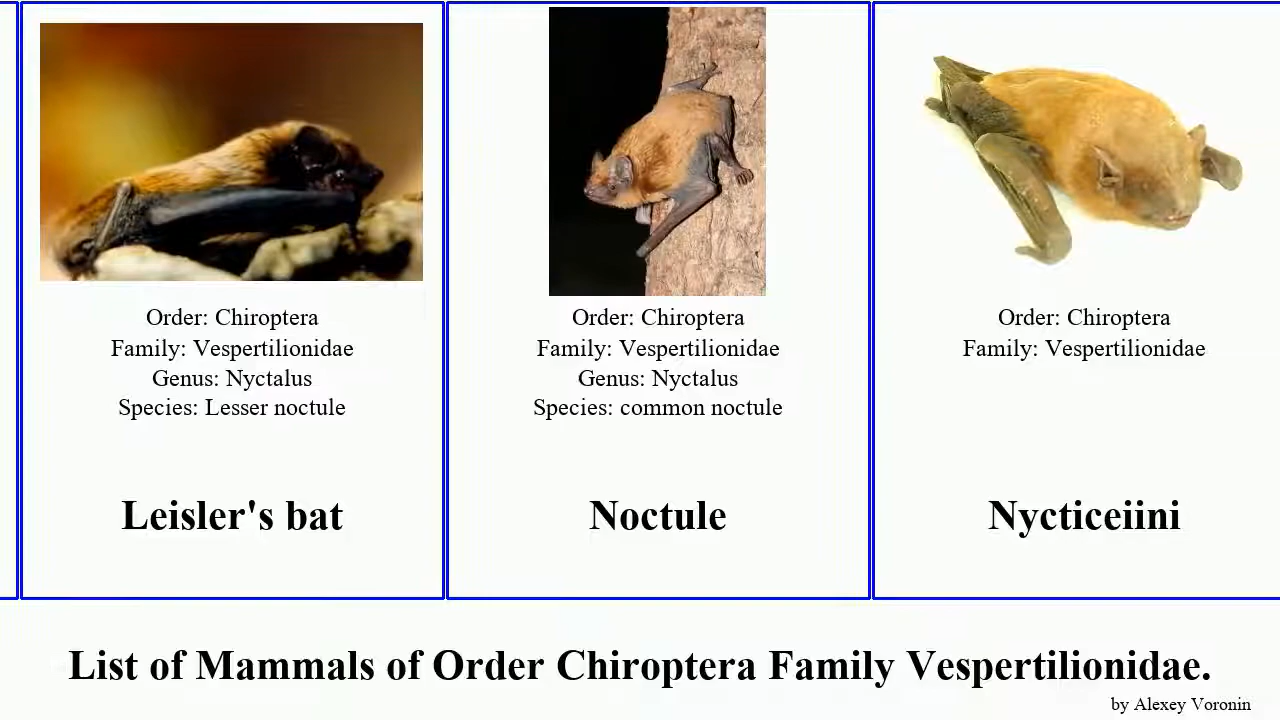 Order: Chiroptera
Family: Vespertilionidae
Genus: Nyctalus
Species: Lesser noctule
Leisler's bat
Order: Chiroptera
Family: Vespertilionidae
Genus: Nyctalus
Species: common noctule
Noctule
Order: Chiroptera
Family: Vespertilionidae
Nycticeiini
List of Mammals of Order Chiroptera Family Vespertilionidae.
by Alexey Voronin